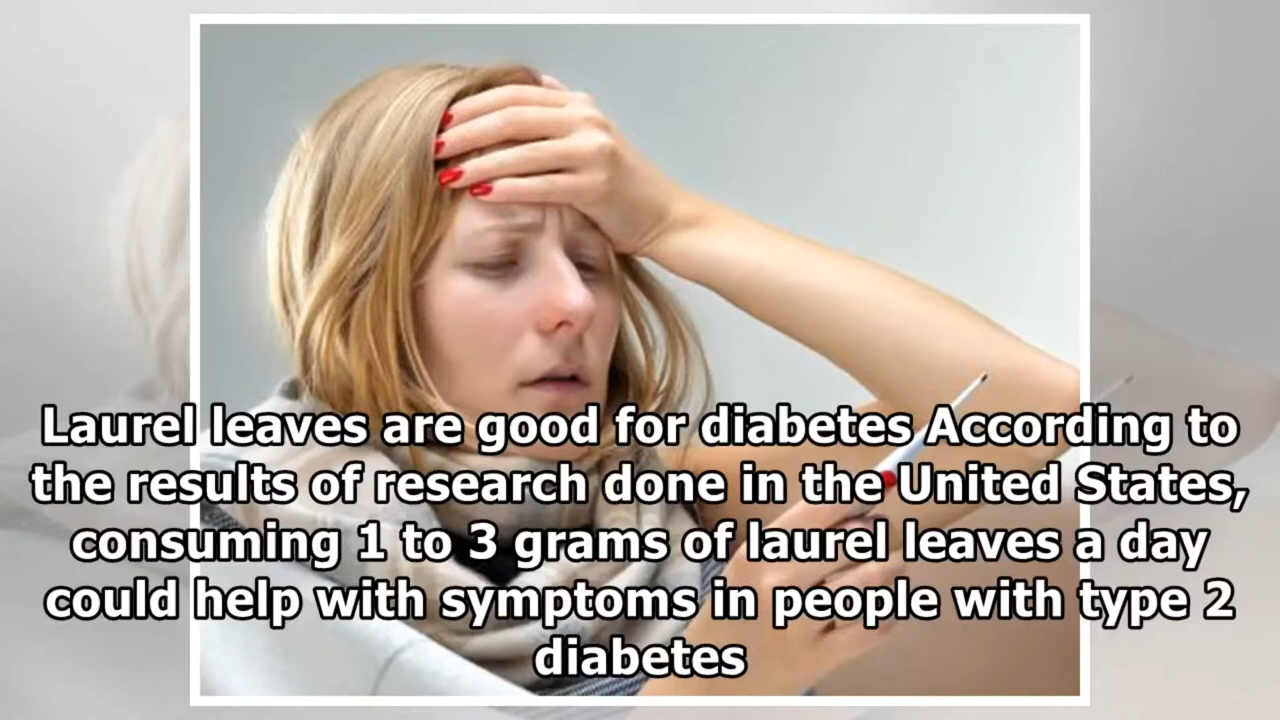 Laurel leaves are good for diabetes According to
the results of research done in the United States,
consuming 1 to 3 grams of laurel leaves a day
could help with symptoms in people with type 2
diabetes